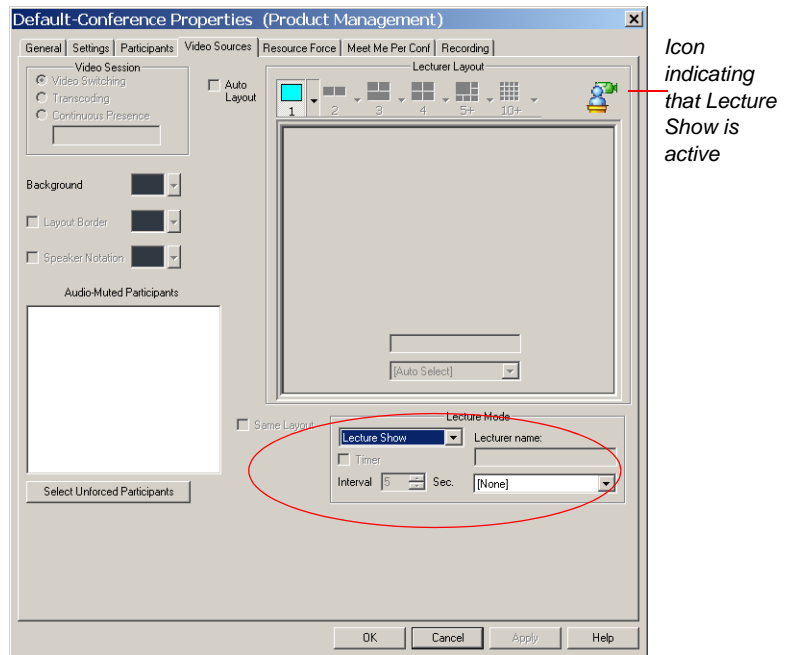 Default-Conference Properties (Product Management)
General Settings Participants Video Sources Resource Force Meet Me Per Conf Recording
Video Session
Video Switching
Transcoding
Continuous Presence
Auto
Layout
Lecturer Layout
1 2 3 4 5+ 10+
Icon
indicating
that Lecture
Show is
active
Background
Layout Border
Speaker Notation
Audio-Muted Participants
[Auto Select]
Same Layout
Lecture Mode
Lecture Show
Lecturer name:
Timer
Interval 5 Sec.
[None]
Select Unforced Participants
OK Cancel Apply Help